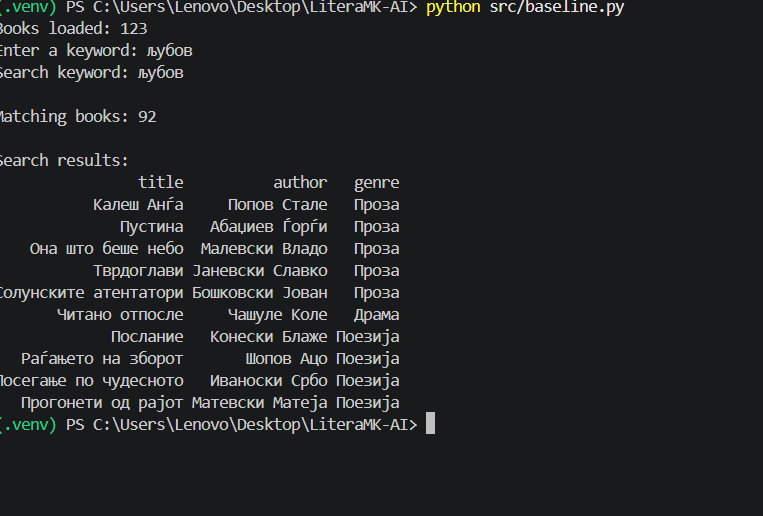 (.venv) PS C:\Users\Lenovo\Desktop\LiteraMK-AI> python src/baseline.py
Books loaded: 123
Enter a keyword: љубов
Search keyword: љубов
Matching books: 92
Search results:
title author genre
Калеш Анѓа Попов Стале Проза
Пустина Абаџиев Ѓорѓи Проза
Она што беше небо Малевски Владо Проза
Тврдоглави Јаневски Славко Проза
Солунските атентатори Бошковски Јован Проза
Читано отпосле Чашуле Коле Драма
Послание Конески Блаже Поезија
Раѓањето на зборот Шопов Ацо Поезија
Посегање по чудесното Иваноски Србо Поезија
Прогонети од рајот Матевски Матеја Поезија
(.venv) PS C:\Users\Lenovo\Desktop\LiteraMK-AI>